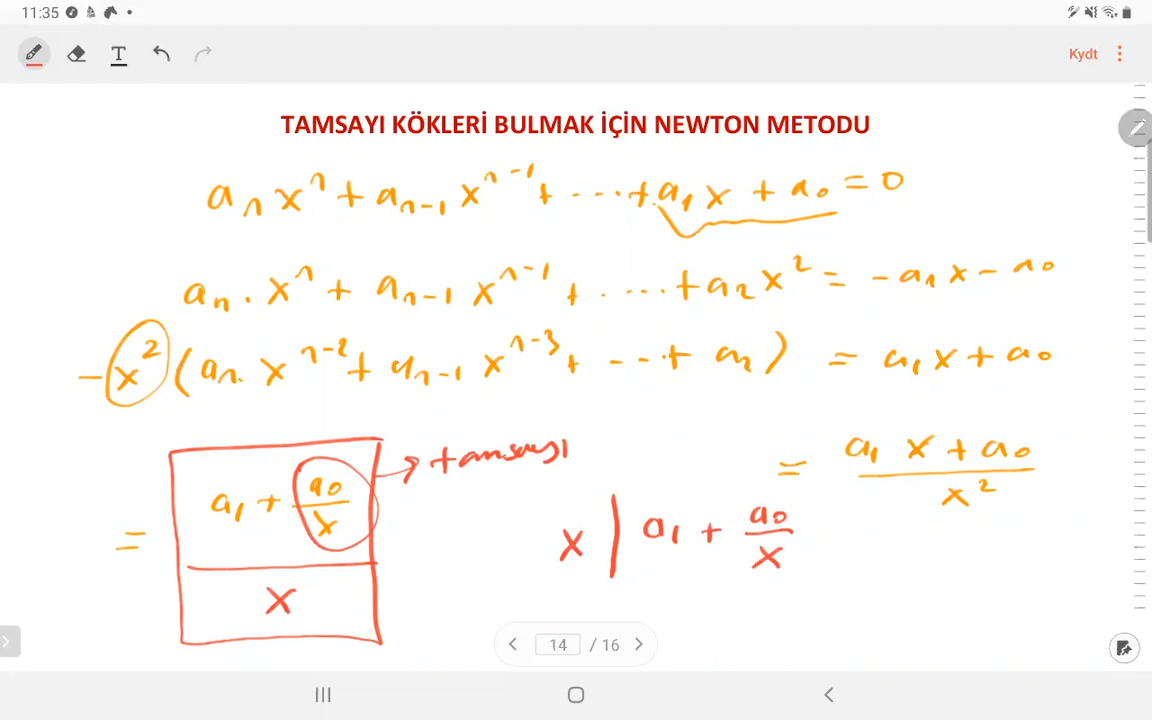 11:35
T
Kydt
TAMSAYI KÖKLERİ BULMAK İÇİN NEWTON METODU
aₙxⁿ + aₙ₋₁xⁿ⁻¹ + ⋯ + a₁x + a₀ = 0
aₙ·xⁿ + aₙ₋₁xⁿ⁻¹ + ⋯ + a₂x² = -a₁x - a₀
-x²(aₙ.xⁿ⁻² + aₙ₋₁xⁿ⁻³ + ⋯ + a₂) = a₁x + a₀
= (a₁x + a₀) / x²
= (a₁ + a₀/x) / x → tamsayı
x | a₁ + a₀/x
14 / 16